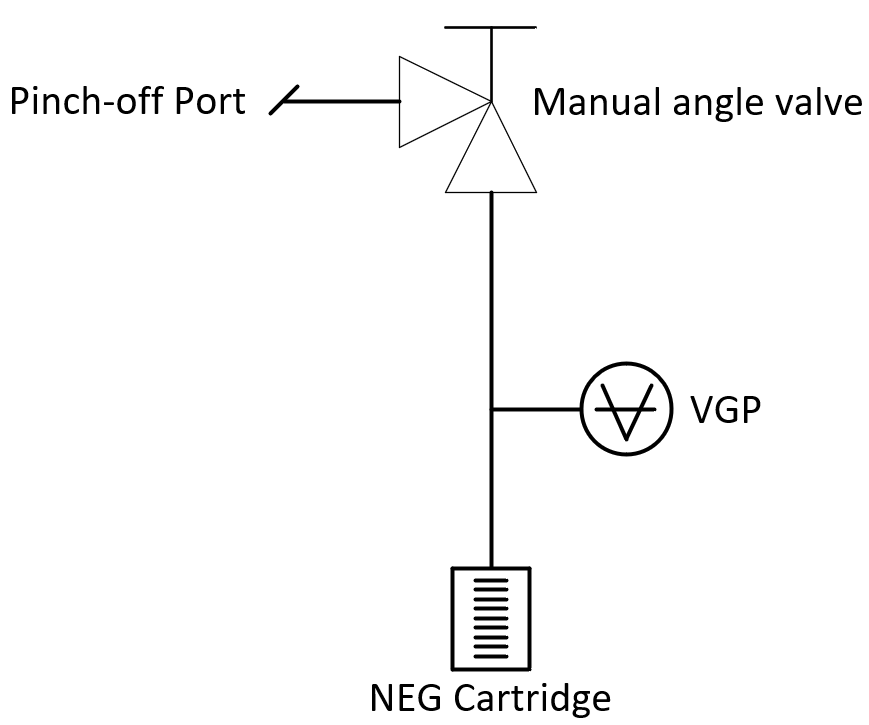 Pinch-off Port
Manual angle valve
VGP
NEG Cartridge